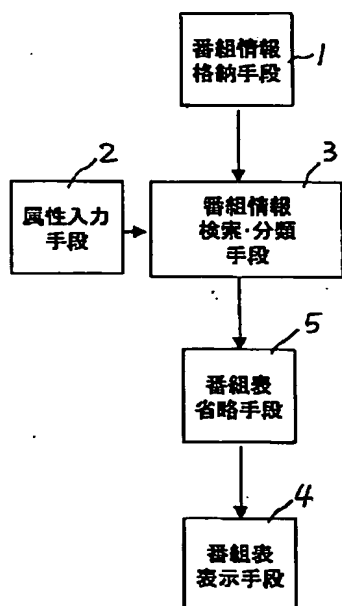 番組情報
格納手段
1
2
属性入力
手段
3
番組情報
検索・分類
手段
5
番組表
省略手段
4
番組表
表示手段